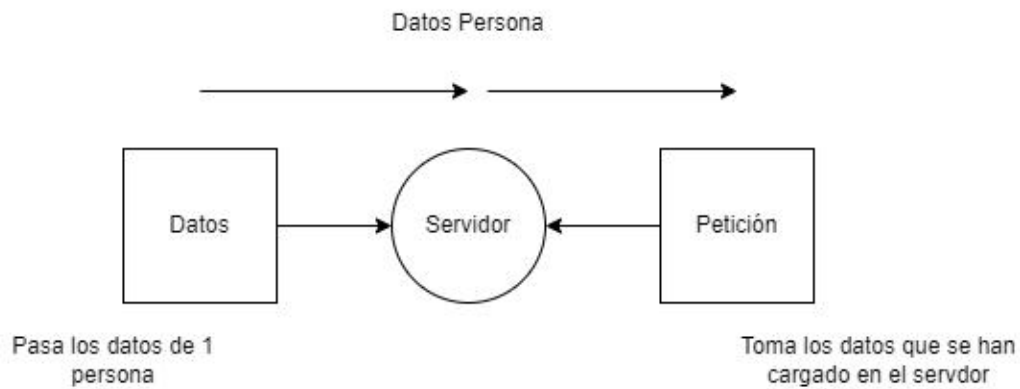 Datos Persona
Datos
Servidor
Petición
Pasa los datos de 1
persona
Toma los datos que se han
cargado en el servdor